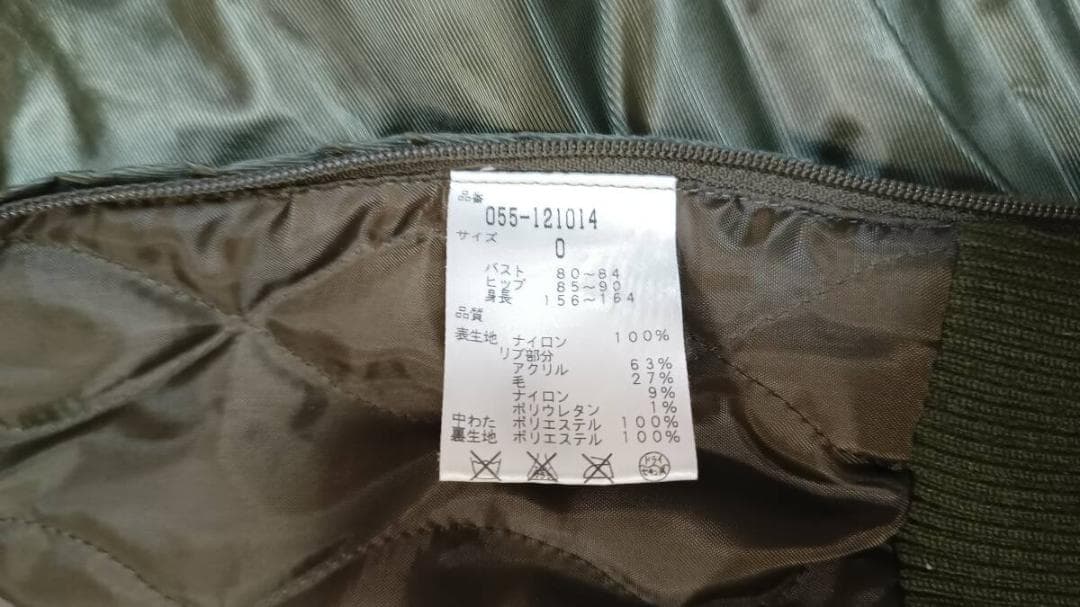 品番
055-121014
サイズ
0
バスト 80~84
ヒップ 85~90
身長 156~164
品質
表生地 ナイロン 100%
リブ部分
アクリル 63%
毛 27%
ナイロン 9%
ポリウレタン 1%
中わた ポリエステル 100%
裏生地 ポリエステル 100%
ドライ